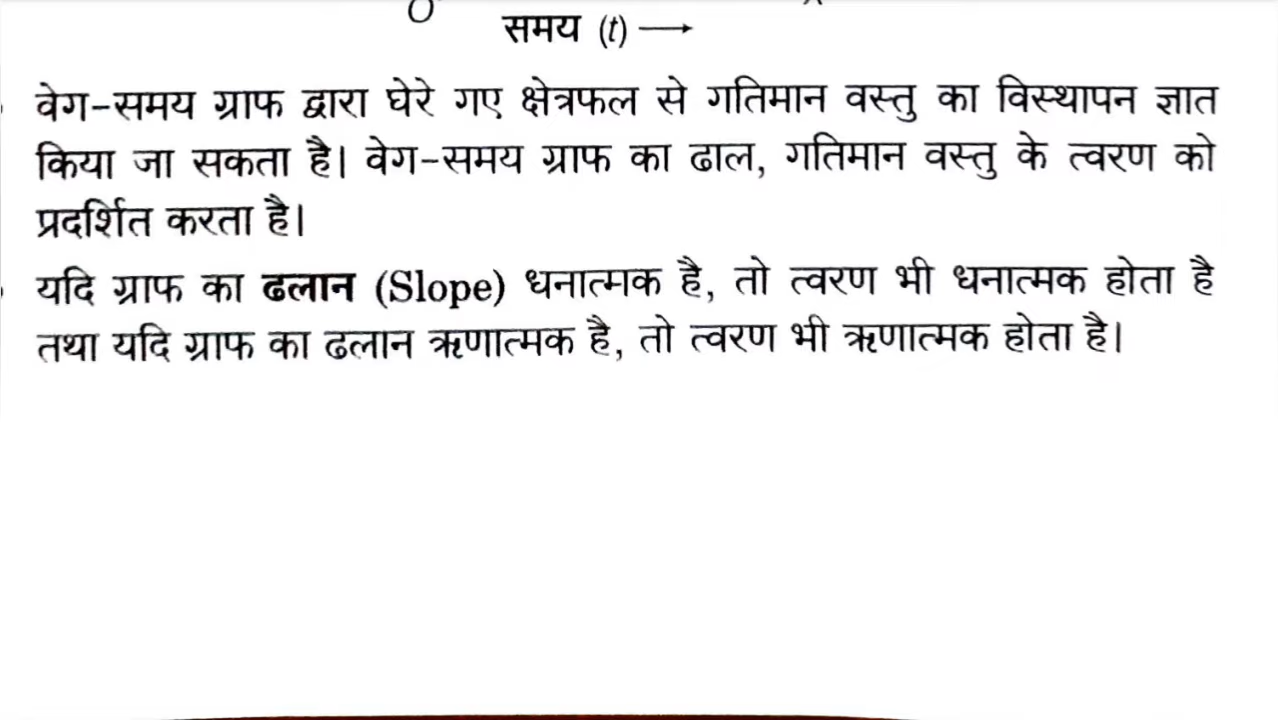 O
समय (t) →
वेग-समय ग्राफ द्वारा घेरे गए क्षेत्रफल से गतिमान वस्तु का विस्थापन ज्ञात
किया जा सकता है। वेग-समय ग्राफ का ढाल, गतिमान वस्तु के त्वरण को
प्रदर्शित करता है।
यदि ग्राफ का ढलान (Slope) धनात्मक है, तो त्वरण भी धनात्मक होता है
तथा यदि ग्राफ का ढलान ऋणात्मक है, तो त्वरण भी ऋणात्मक होता है।